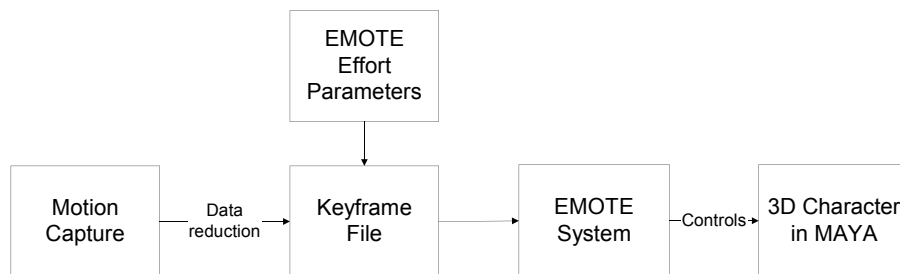 EMOTE
Effort
Parameters
Motion
Capture
Data
reduction
Keyframe
File
EMOTE
System
Controls
3D Character
in MAYA